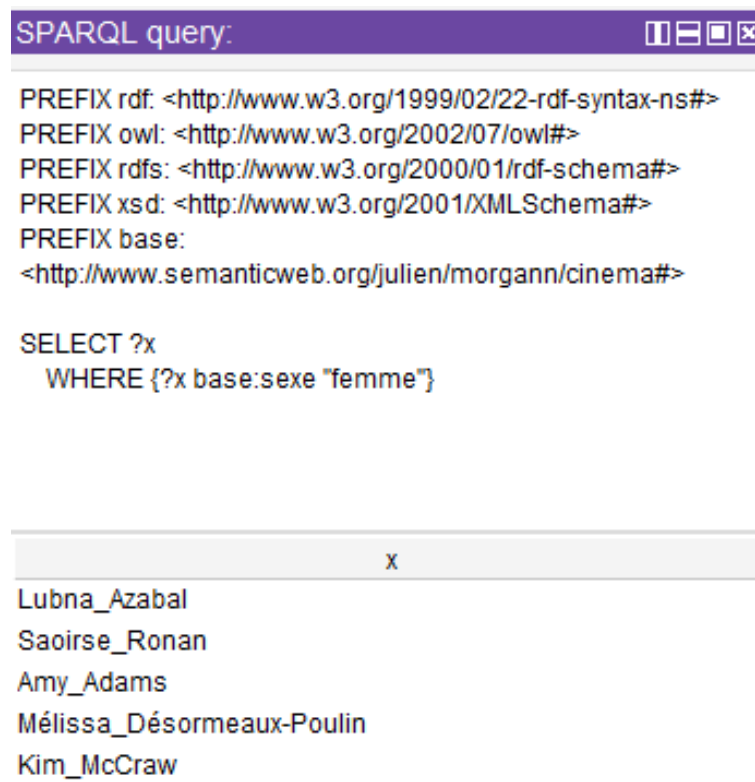 SPARQL query:
PREFIX rdf: <http://www.w3.org/1999/02/22-rdf-syntax-ns#>
PREFIX owl: <http://www.w3.org/2002/07/owl#>
PREFIX rdfs: <http://www.w3.org/2000/01/rdf-schema#>
PREFIX xsd: <http://www.w3.org/2001/XMLSchema#>
PREFIX base:
<http://www.semanticweb.org/julien/morgann/cinema#>
SELECT ?x
WHERE {?x base:sexe "femme"}
x
Lubna_Azabal
Saoirse_Ronan
Amy_Adams
Mélissa_Désormeaux-Poulin
Kim_McCraw